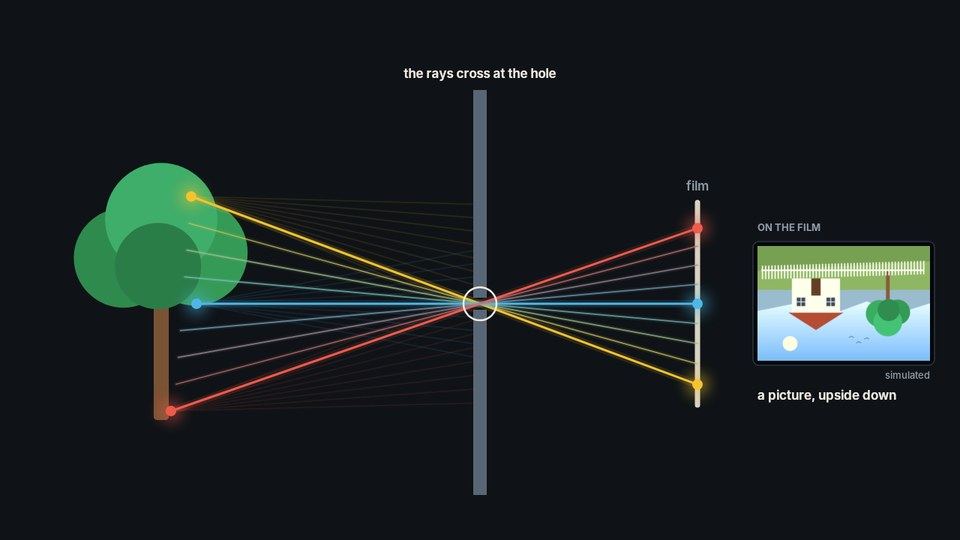 the rays cross at the hole
film
ON THE FILM
simulated
a picture, upside down